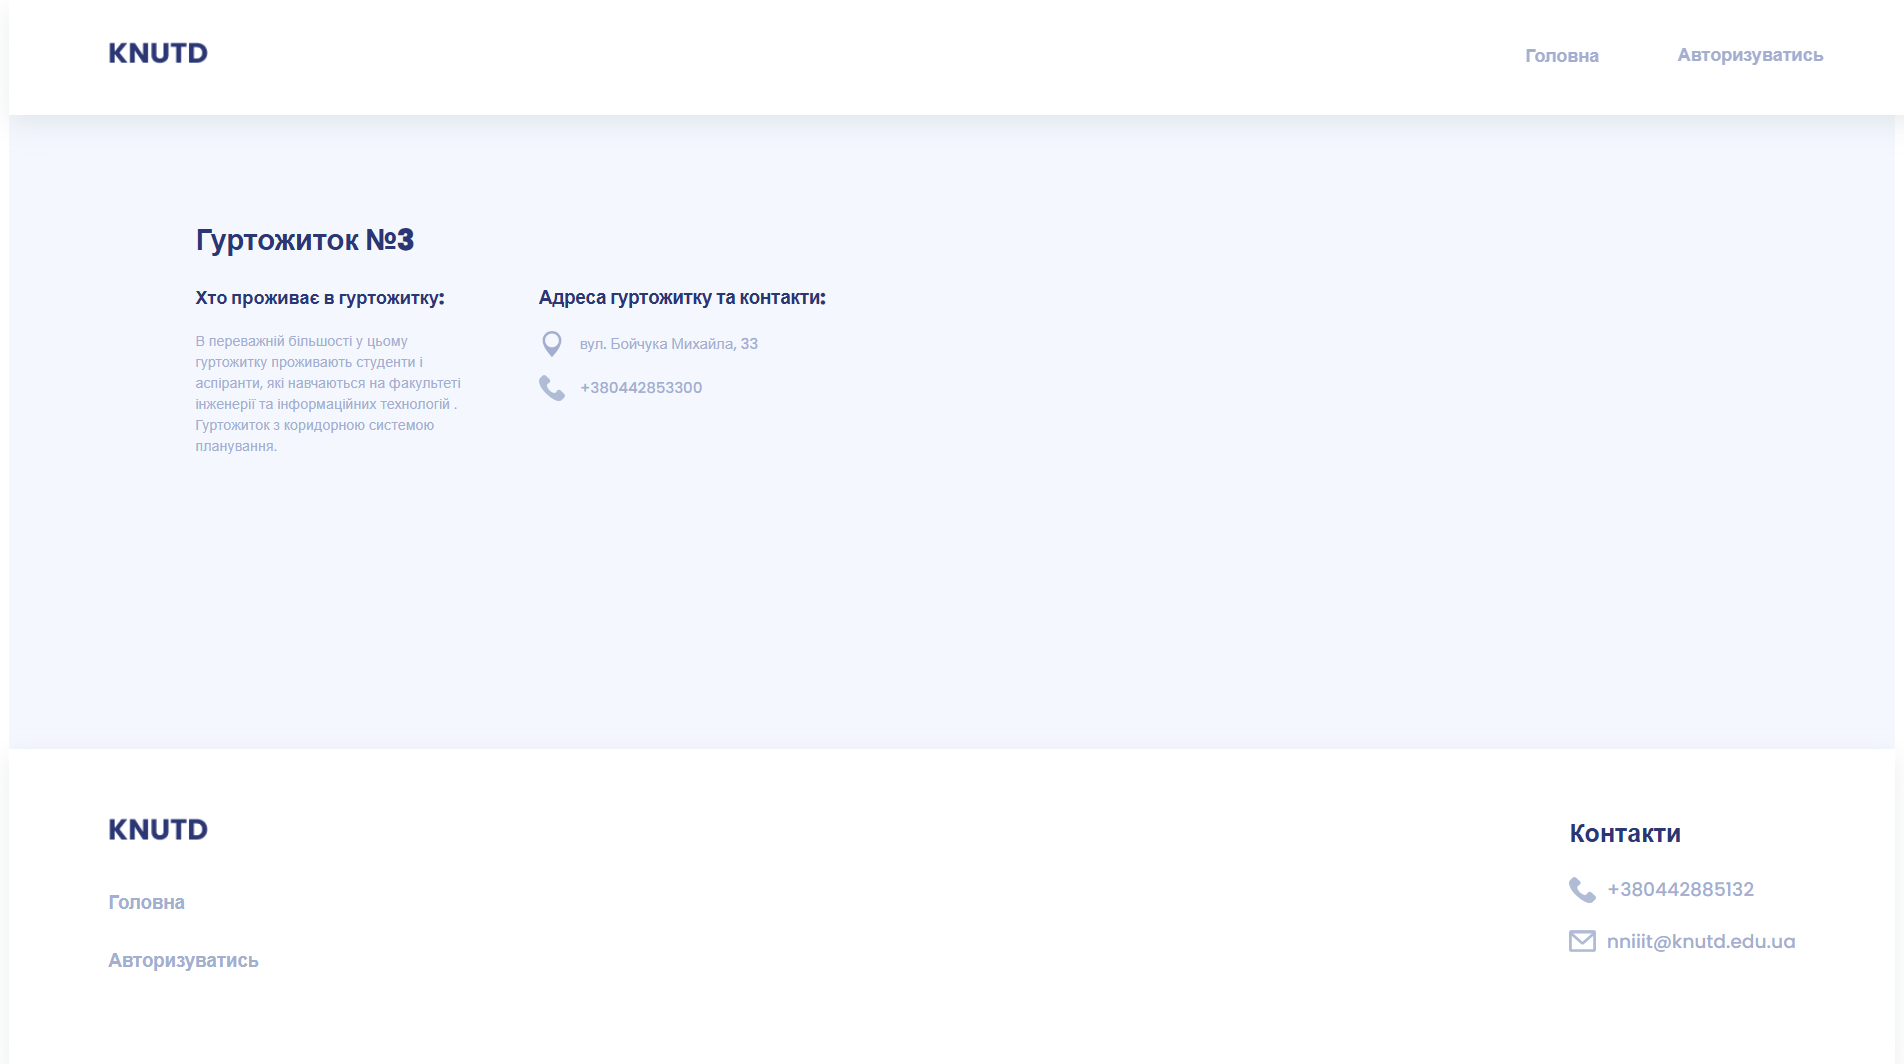 KNUTD
Головна
Авторизуватись
Гуртожиток №3
Хто проживає в гуртожитку:
В переважній більшості у цьому
гуртожитку проживають студенти і
аспіранти, які навчаються на факультеті
інженерії та інформаційних технологій .
Гуртожиток з коридорною системою
планування.
Адреса гуртожитку та контакти:
вул. Бойчука Михайла, 33
+380442853300
KNUTD
Головна
Авторизуватись
Контакти
+380442885132
nniiit@knutd.edu.ua